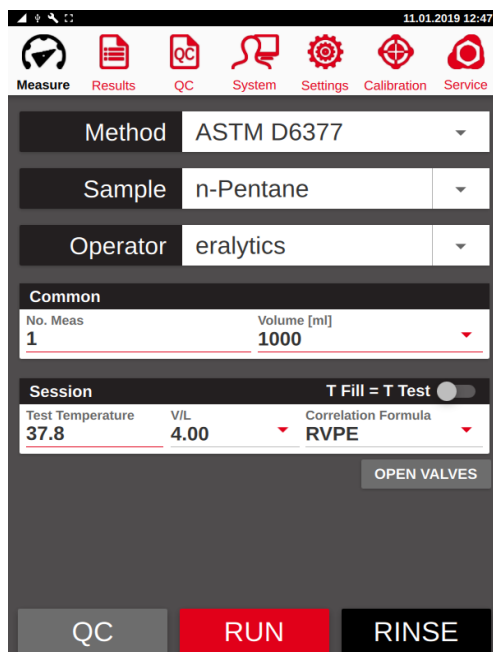 11.01.2019 12:47
Measure Results QC System Settings Calibration Service
QC
Method ASTM D6377
Sample n-Pentane
Operator eralytics
Common
No. Meas Volume [ml]
1 1000
Session T Fill = T Test
Test Temperature V/L Correlation Formula
37.8 4.00 RVPE
OPEN VALVES
QC RUN RINSE